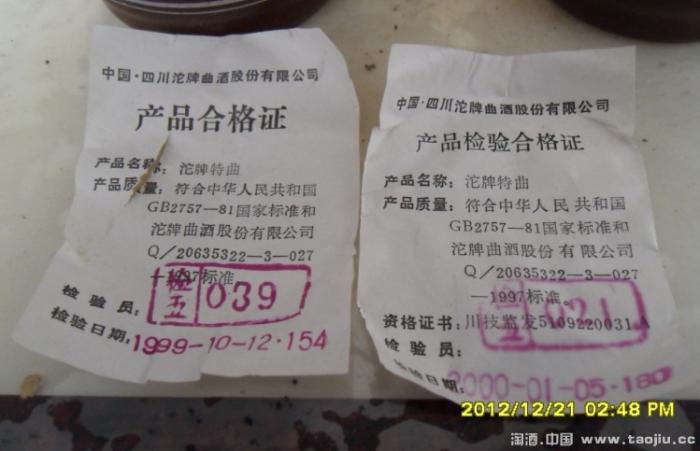 中国·四川沱牌曲酒股份有限公司
产品合格证
产品名称：沱牌特曲
产品质量：符合中华人民共和国
GB2757—81国家标准和
沱牌曲酒股份有限公司
Q／20635322—3—027
—1997标准
检验员：
检五 039
检验日期：1999-10-12·154
中国·四川沱牌曲酒股份有限公司
产品检验合格证
产品名称：沱牌特曲
产品质量：符合中华人民共和国
GB2757—81国家标准和
沱牌曲酒股份有限公司
Q／20635322—3—027
—1997标准。
021
资格证书：川技监发5109220031A
检验员：
检验日期：2000-01-05·180
2012/12/21 02:48 PM
淘酒.中国 www.taojiu.cc